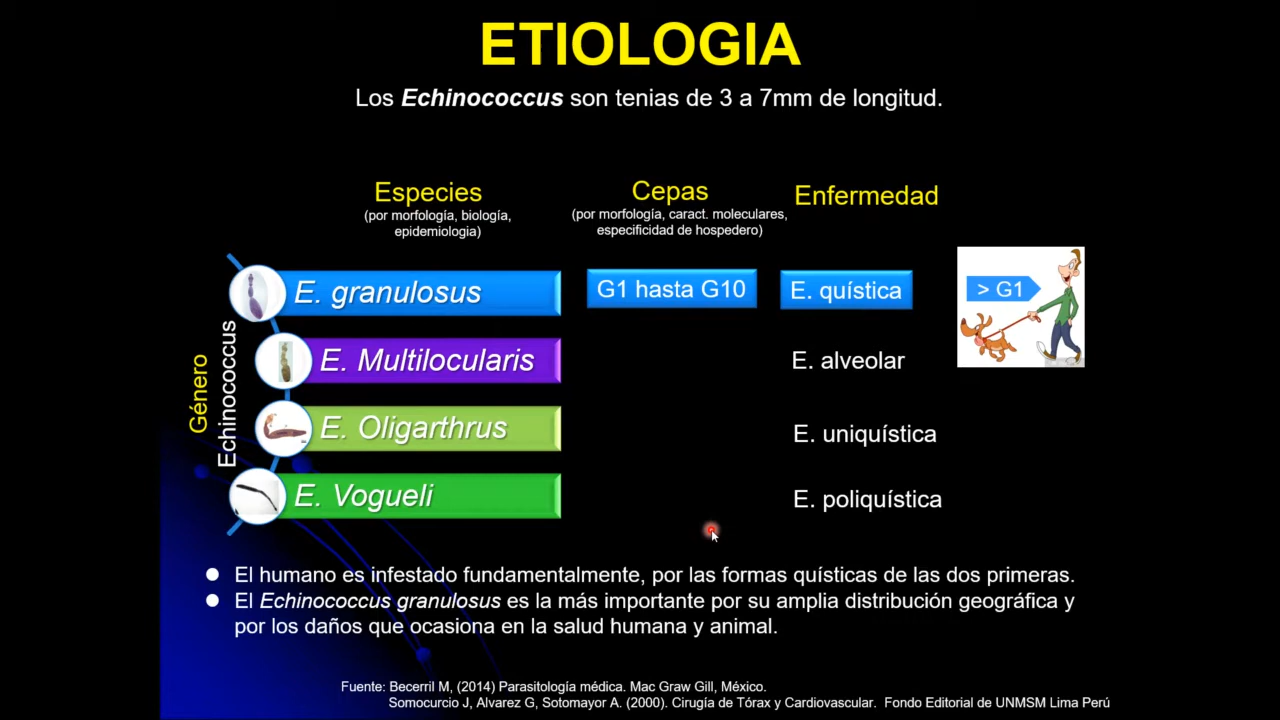 ETIOLOGIA
Los Echinococcus son tenias de 3 a 7mm de longitud.
Especies
(por morfología, biología,
epidemiologia)
Cepas
(por morfología, caract. moleculares,
especificidad de hospedero)
Enfermedad
Género
Echinococcus
E. granulosus
G1 hasta G10
E. quística
> G1
E. Multilocularis
E. alveolar
E. Oligarthrus
E. uniquística
E. Vogueli
E. poliquística
El humano es infestado fundamentalmente, por las formas quísticas de las dos primeras.
El Echinococcus granulosus es la más importante por su amplia distribución geográfica y
por los daños que ocasiona en la salud humana y animal.
Fuente: Becerril M, (2014) Parasitología médica. Mac Graw Gill, México.
Somocurcio J, Alvarez G, Sotomayor A. (2000). Cirugía de Tórax y Cardiovascular. Fondo Editorial de UNMSM Lima Perú